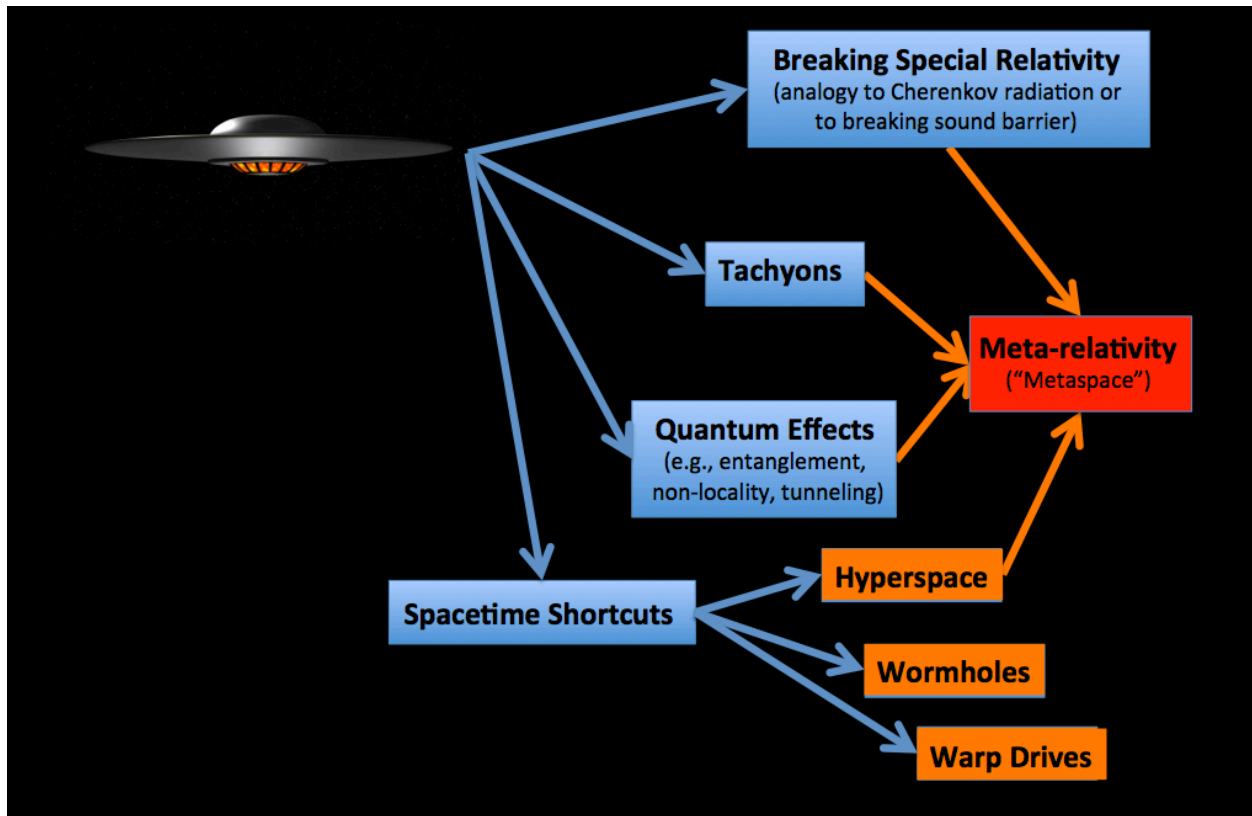 Breaking Special Relativity
(analogy to Cherenkov radiation or
to breaking sound barrier)
Tachyons
Meta-relativity
(“Metaspace”)
Quantum Effects
(e.g., entanglement,
non-locality, tunneling)
Hyperspace
Spacetime Shortcuts
Wormholes
Warp Drives